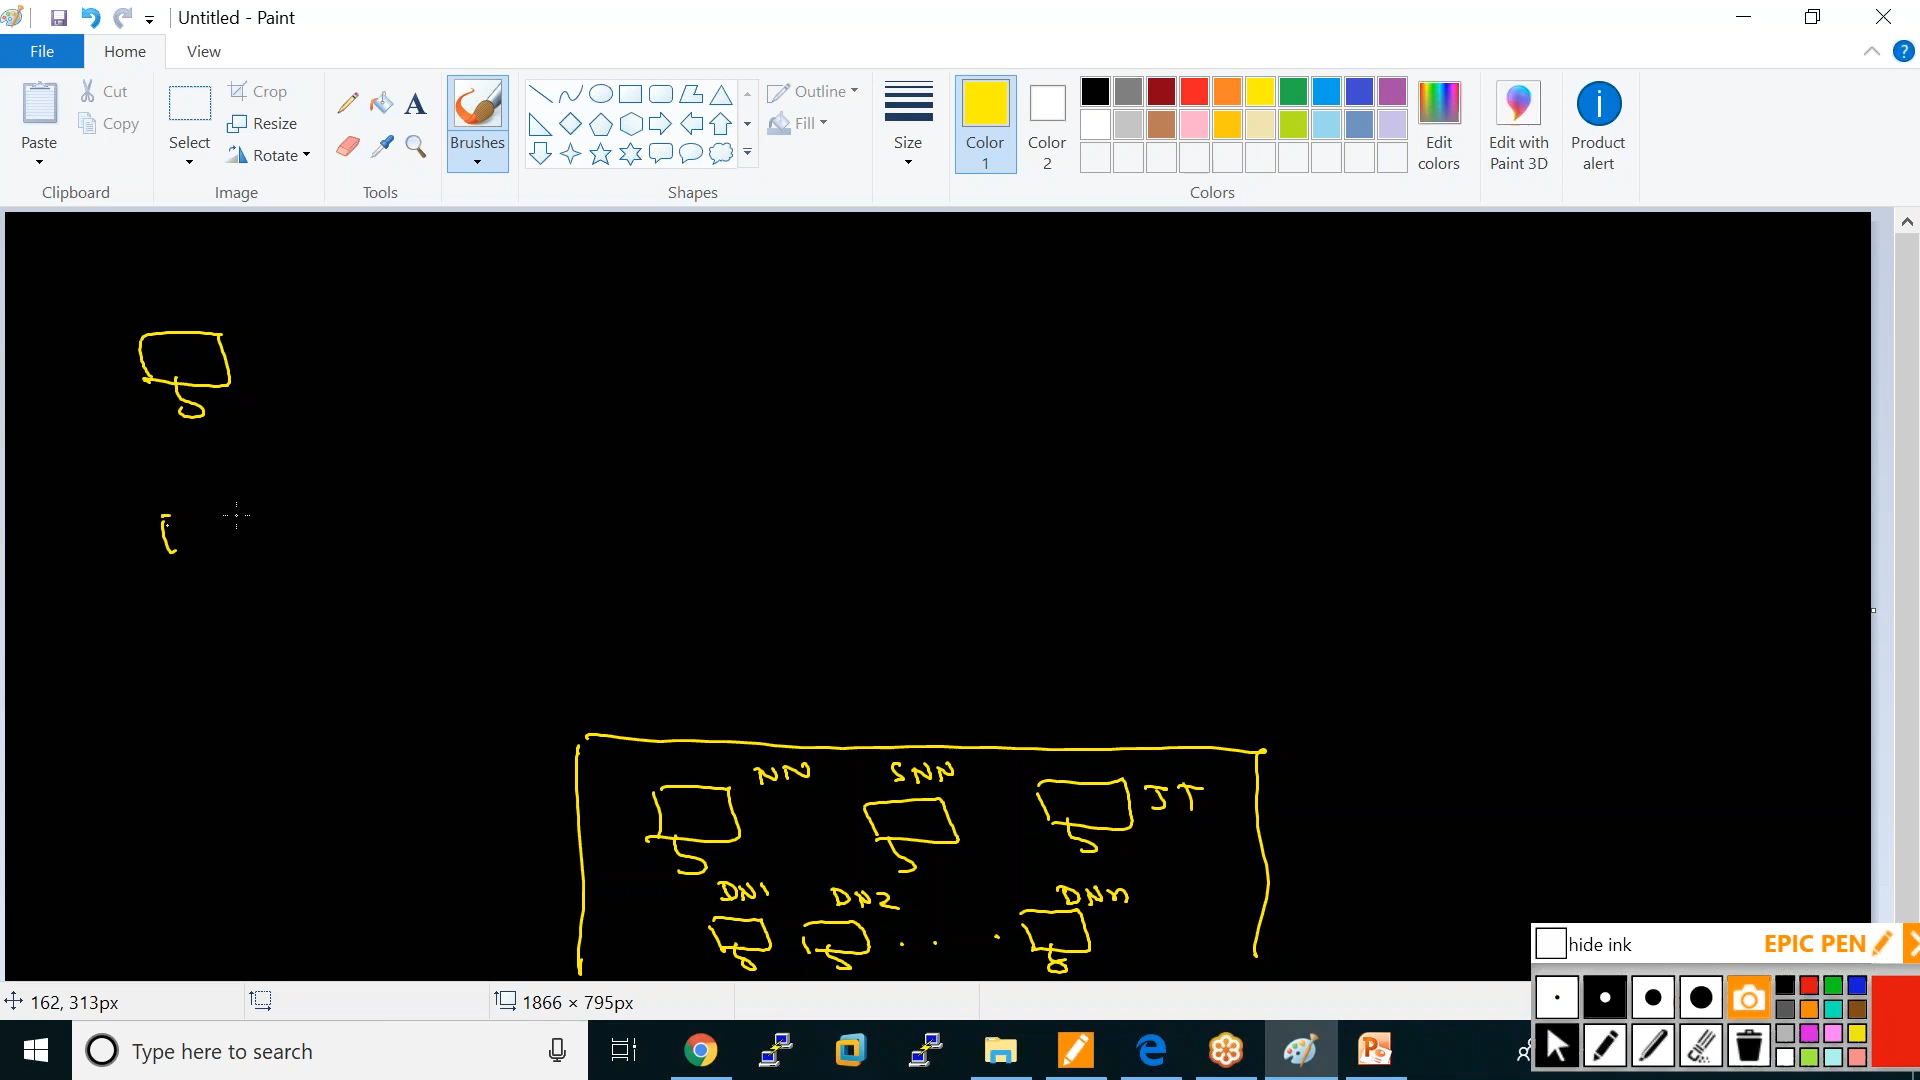 Untitled - Paint
File Home View
Paste
Cut
Copy
Clipboard
Select
Crop
Resize
Rotate
Image
Tools
Brushes
Shapes
Outline
Fill
Size
Color 1
Color 2
Edit colors
Colors
Edit with Paint 3D
Product alert
NN SNN JT
DN1 DN2 . . . DNn
hide ink EPIC PEN
162, 313px 1866 × 795px
Type here to search